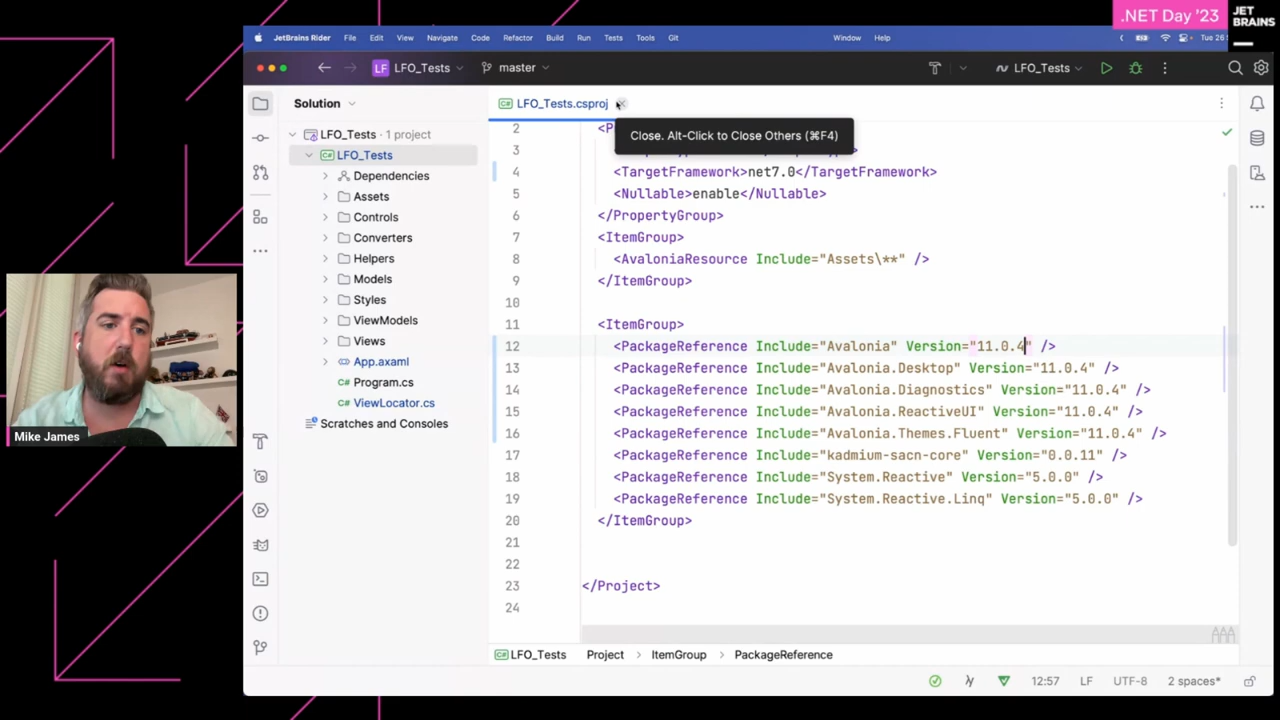 .NET Day '23
JET
BRAINS
JetBrains Rider File Edit View Navigate Code Refactor Build Run Tests Tools Git Window Help Tue 26
LF LFO_Tests master LFO_Tests
Solution
LFO_Tests.csproj
Close. Alt-Click to Close Others (⌘F4)
LFO_Tests · 1 project
LFO_Tests
Dependencies
Assets
Controls
Converters
Helpers
Models
Styles
ViewModels
Views
App.axaml
Program.cs
ViewLocator.cs
Scratches and Consoles
2 <P
3
4 <TargetFramework>net7.0</TargetFramework>
5 <Nullable>enable</Nullable>
6 </PropertyGroup>
7 <ItemGroup>
8 <AvaloniaResource Include="Assets\**" />
9 </ItemGroup>
10
11 <ItemGroup>
12 <PackageReference Include="Avalonia" Version="11.0.4" />
13 <PackageReference Include="Avalonia.Desktop" Version="11.0.4" />
14 <PackageReference Include="Avalonia.Diagnostics" Version="11.0.4" />
15 <PackageReference Include="Avalonia.ReactiveUI" Version="11.0.4" />
16 <PackageReference Include="Avalonia.Themes.Fluent" Version="11.0.4" />
17 <PackageReference Include="kadmium-sacn-core" Version="0.0.11" />
18 <PackageReference Include="System.Reactive" Version="5.0.0" />
19 <PackageReference Include="System.Reactive.Linq" Version="5.0.0" />
20 </ItemGroup>
21
22
23 </Project>
24
Mike James
C# LFO_Tests Project ItemGroup PackageReference
12:57 LF UTF-8 2 spaces*